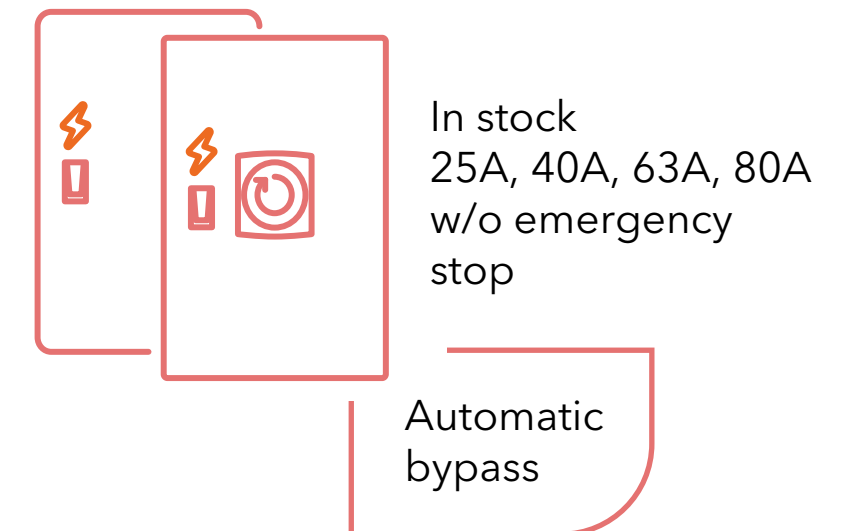 In stock
25A, 40A, 63A, 80A
w/o emergency
stop
Automatic
bypass